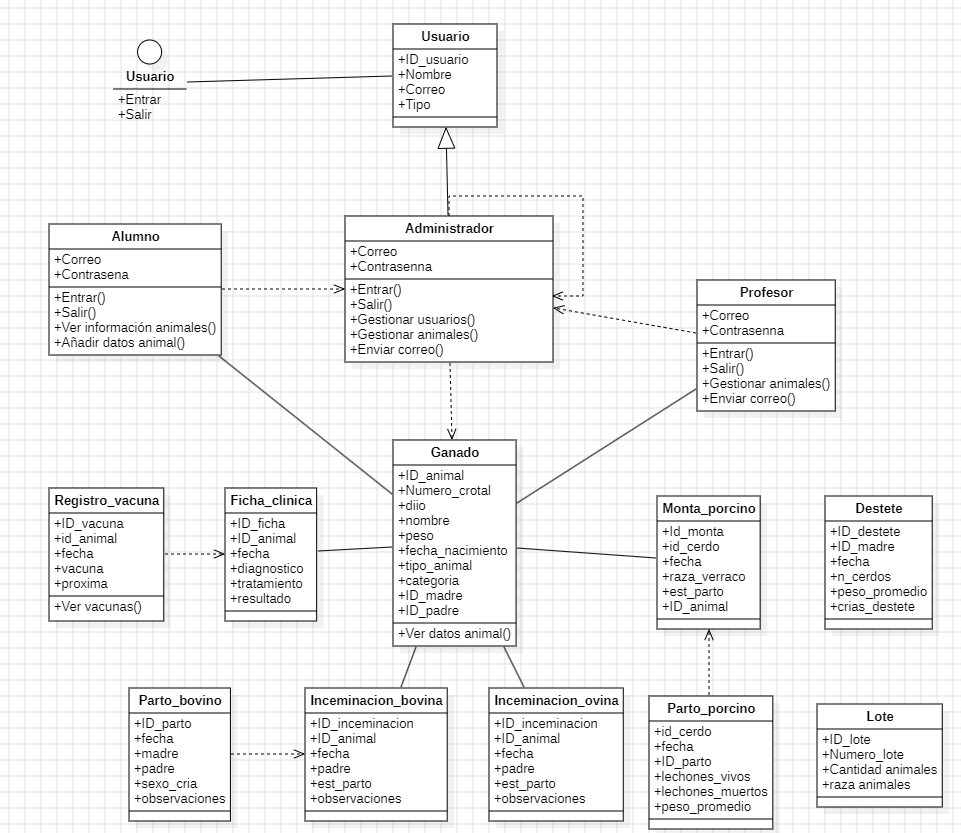 Usuario
+Entrar
+Salir
Usuario
+ID_usuario
+Nombre
+Correo
+Tipo
Alumno
+Correo
+Contrasena
+Entrar()
+Salir()
+Ver información animales()
+Añadir datos animal()
Administrador
+Correo
+Contrasenna
+Entrar()
+Salir()
+Gestionar usuarios()
+Gestionar animales()
+Enviar correo()
Profesor
+Correo
+Contrasenna
+Entrar()
+Salir()
+Gestionar animales()
+Enviar correo()
Registro_vacuna
+ID_vacuna
+id_animal
+fecha
+vacuna
+proxima
+Ver vacunas()
Ficha_clinica
+ID_ficha
+ID_animal
+fecha
+diagnostico
+tratamiento
+resultado
Ganado
+ID_animal
+Numero_crotal
+diio
+nombre
+peso
+fecha_nacimiento
+tipo_animal
+categoria
+ID_madre
+ID_padre
+Ver datos animal()
Monta_porcino
+Id_monta
+id_cerdo
+fecha
+raza_verraco
+est_parto
+ID_animal
Destete
+ID_destete
+ID_madre
+fecha
+n_cerdos
+peso_promedio
+crias_destete
Parto_bovino
+ID_parto
+fecha
+madre
+padre
+sexo_cria
+observaciones
Inceminacion_bovina
+ID_inceminacion
+ID_animal
+fecha
+padre
+est_parto
+observaciones
Inceminacion_ovina
+ID_inceminacion
+ID_animal
+fecha
+padre
+est_parto
+observaciones
Parto_porcino
+id_cerdo
+fecha
+ID_parto
+lechones_vivos
+lechones_muertos
+peso_promedio
Lote
+ID_lote
+Numero_lote
+Cantidad animales
+raza animales